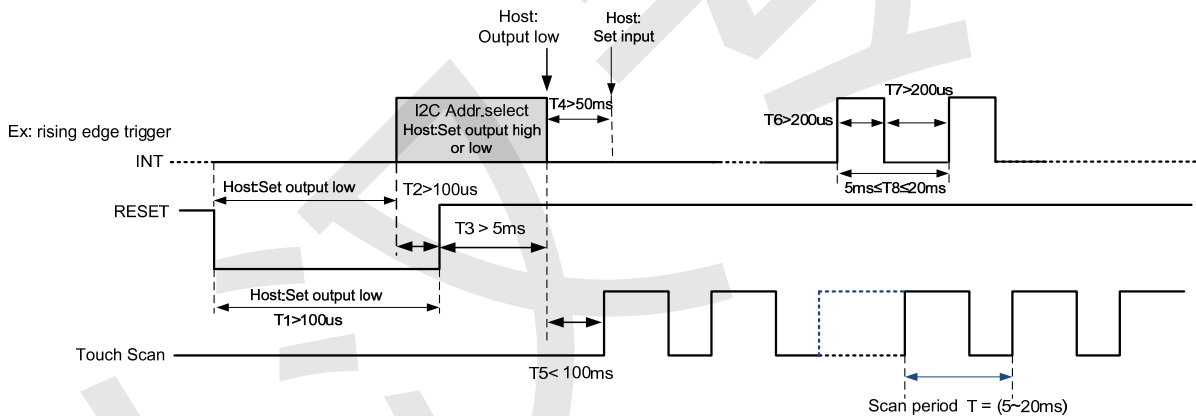 Host:
Output low
Host:
Set input
T4>50ms
T7>200us
I2C Addr.select
Host:Set output high
or low
T6>200us
Ex: rising edge trigger
INT
5ms≤T8≤20ms
Host:Set output low
T2>100us
RESET
T3 > 5ms
Host:Set output low
T1>100us
Touch Scan
T5< 100ms
Scan period T = (5~20ms)